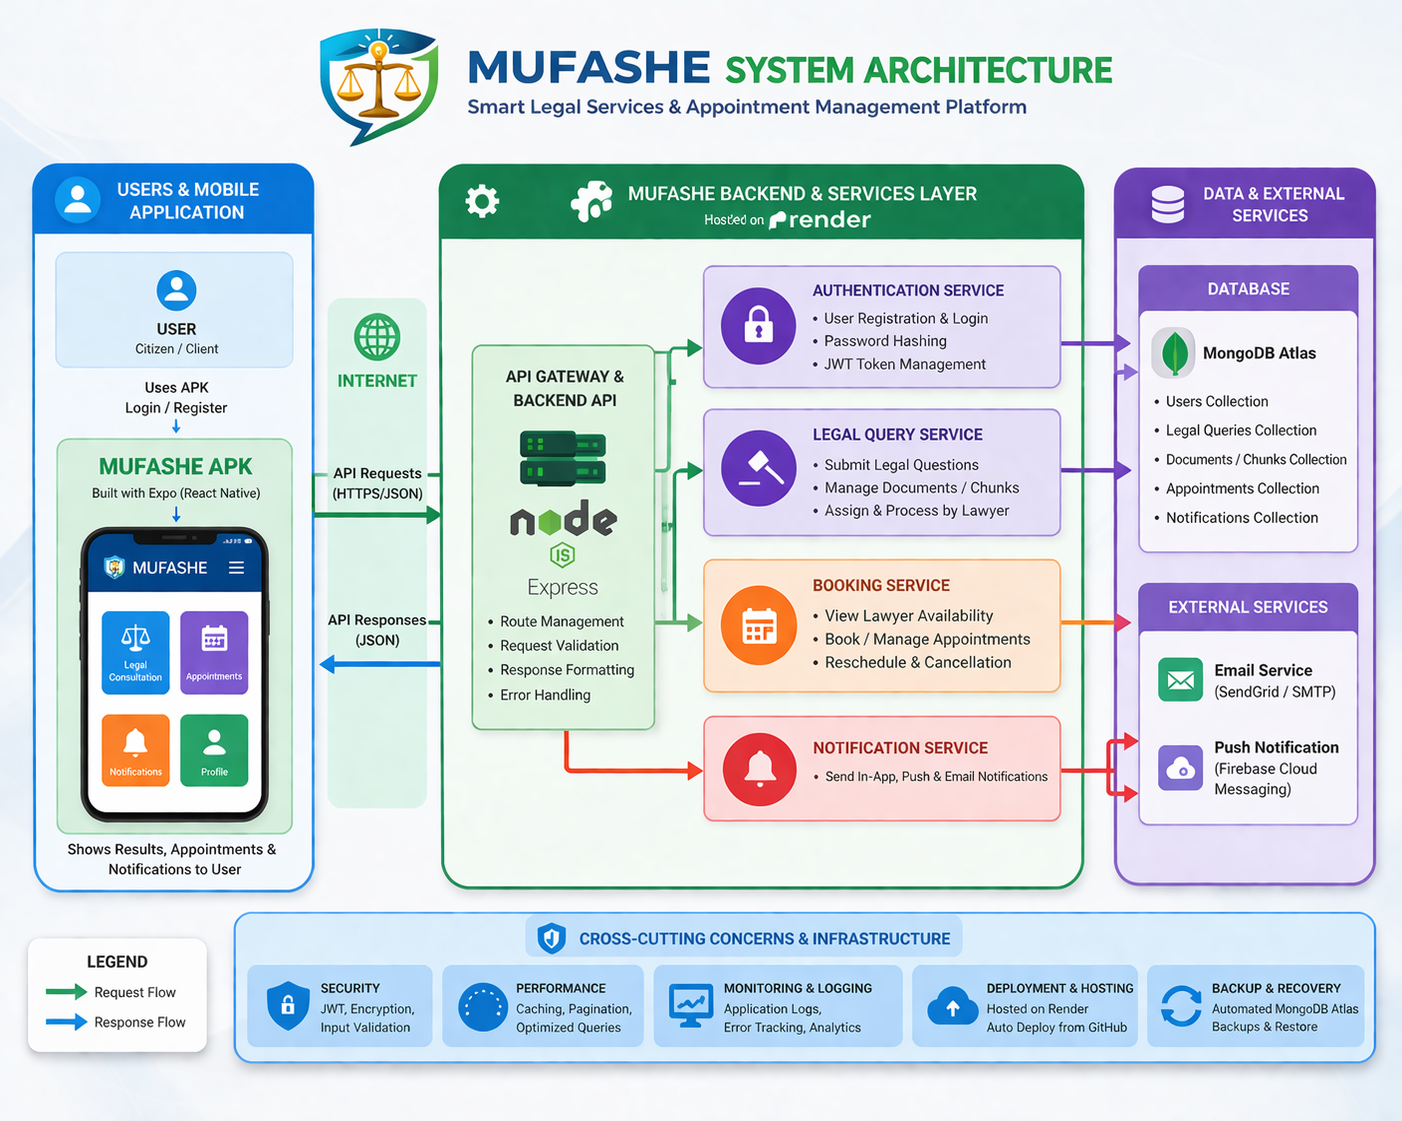 MUFASHE SYSTEM ARCHITECTURE
Smart Legal Services & Appointment Management Platform
USERS & MOBILE
APPLICATION
USER
Citizen / Client
Uses APK
Login / Register
MUFASHE APK
Built with Expo (React Native)
MUFASHE
Legal
Consultation
Appointments
Notifications
Profile
Shows Results, Appointments &
Notifications to User
INTERNET
API Requests
(HTTPS/JSON)
API Responses
(JSON)
MUFASHE BACKEND & SERVICES LAYER
Hosted on render
API GATEWAY &
BACKEND API
node
JS
Express
• Route Management
• Request Validation
• Response Formatting
• Error Handling
AUTHENTICATION SERVICE
• User Registration & Login
• Password Hashing
• JWT Token Management
LEGAL QUERY SERVICE
• Submit Legal Questions
• Manage Documents / Chunks
• Assign & Process by Lawyer
BOOKING SERVICE
• View Lawyer Availability
• Book / Manage Appointments
• Reschedule & Cancellation
NOTIFICATION SERVICE
• Send In-App, Push & Email Notifications
DATA & EXTERNAL
SERVICES
DATABASE
MongoDB Atlas
• Users Collection
• Legal Queries Collection
• Documents / Chunks Collection
• Appointments Collection
• Notifications Collection
EXTERNAL SERVICES
Email Service
(SendGrid / SMTP)
Push Notification
(Firebase Cloud
Messaging)
LEGEND
Request Flow
Response Flow
CROSS-CUTTING CONCERNS & INFRASTRUCTURE
SECURITY
JWT, Encryption,
Input Validation
PERFORMANCE
Caching, Pagination,
Optimized Queries
MONITORING & LOGGING
Application Logs,
Error Tracking, Analytics
DEPLOYMENT & HOSTING
Hosted on Render
Auto Deploy from GitHub
BACKUP & RECOVERY
Automated MongoDB Atlas
Backups & Restore